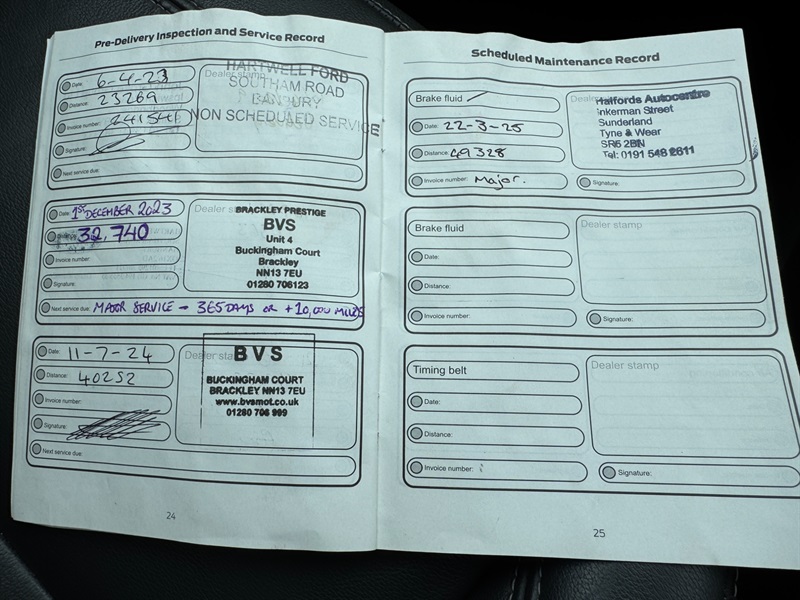 Pre-Delivery Inspection and Service Record
Date: 6-4-23
Distance: 23269
Invoice number: 241546
Signature:
Next service due:
Dealer stamp
HARTWELL FORD
SOUTHAM ROAD
BANBURY
NON SCHEDULED SERVICE
Date: 1ST DECEMBER 2023
32,740
Invoice number
Signature:
Next service due: MAJOR SERVICE → 365 DAYS OR +10,000 MILES
Dealer
BRACKLEY PRESTIGE
BVS
Unit 4
Buckingham Court
Brackley
NN13 7EU
01280 706123
Date: 11-7-24
Distance: 40252
Invoice number:
Signature:
Next service due:
Dealer sta
BVS
BUCKINGHAM COURT
BRACKLEY NN13 7EU
www.bvsmot.co.uk
01280 706 999
24
Scheduled Maintenance Record
Brake fluid
Date: 22-3-25
Distance: 49328
Invoice number: Major.
Signature:
Halfords Autocentre
Inkerman Street
Sunderland
Tyne & Wear
SR5 2BN
Tel: 0191 548 2611
Brake fluid
Date:
Distance:
Invoice number:
Dealer stamp
Signature:
Timing belt
Date:
Distance:
Invoice number:
Dealer stamp
Signature:
25